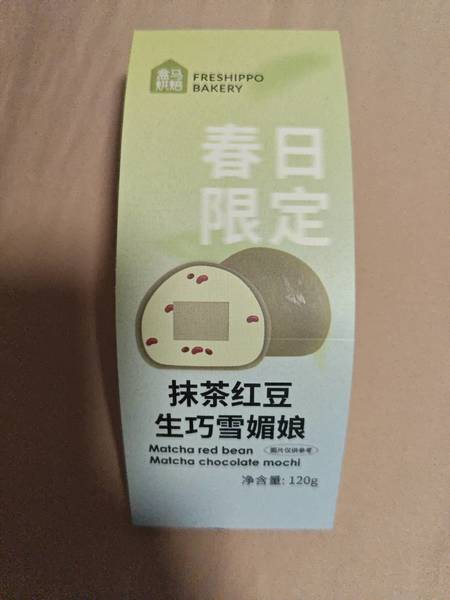 盒马
烘焙
FRESHIPPO
BAKERY
春日
限定
抹茶红豆
生巧雪媚娘
Matcha red bean
图片仅供参考
Matcha chocolate mochi
净含量: 120g